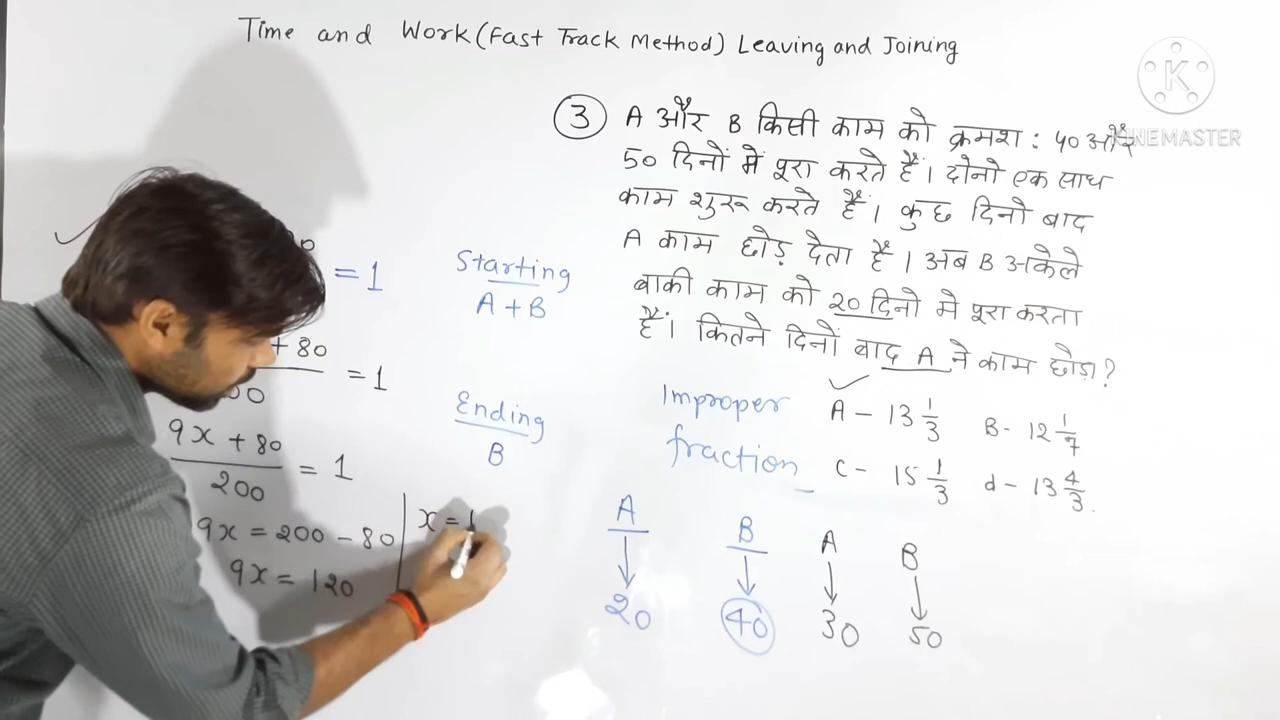 Time and Work (Fast Track Method) Leaving and Joining
K
KINEMASTER
3 A और B किसी काम को क्रमश: 40 और
50 दिनों में पूरा करते हैं। दोनो एक साथ
काम शुरू करते हैं। कुछ दिनो बाद
A काम छोड़ देता है। अब B अकेले
बाकी काम को 20 दिनो मे पूरा करता
हैं। कितने दिनों बाद A ने काम छोड़ा?
A - 13 1/3 B - 12 1/7
C - 15 1/3 d - 13 4/3.
Improper
fraction
= 1
+ 80
= 1
9x + 80
200
= 1
9x = 200 - 80
9x = 120
x = 1
Starting
A + B
Ending
B
A B A B
20 40 30 50